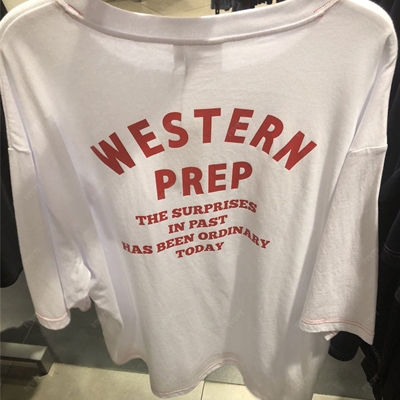 WESTERN
PREP
THE SURPRISES
IN PAST
HAS BEEN ORDINARY
TODAY